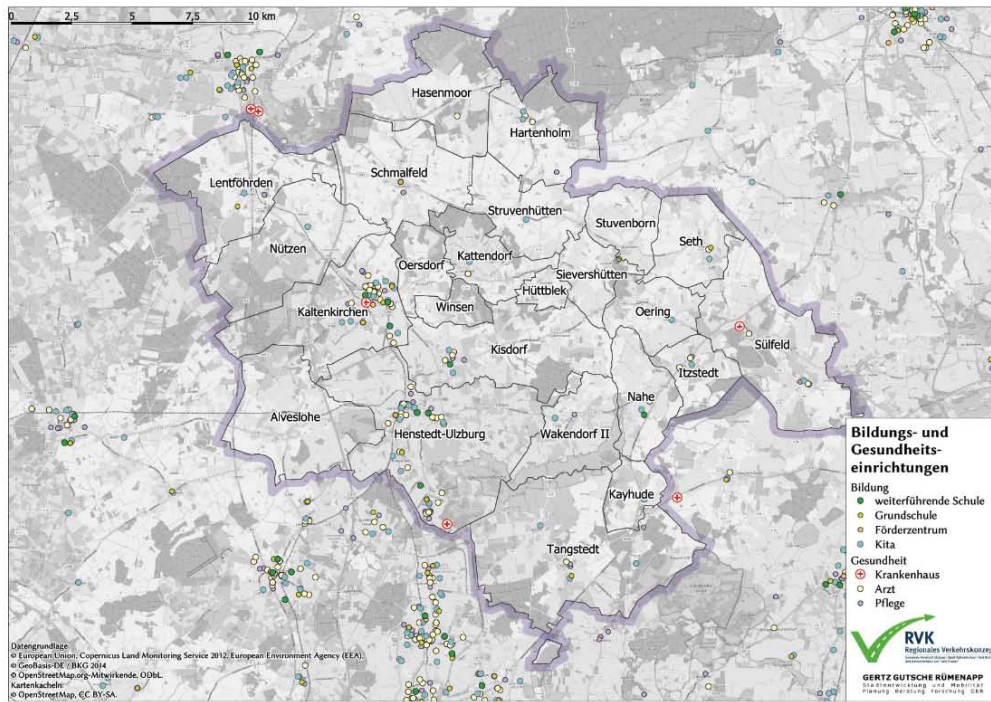 0 2,5 5 7,5 10 km
Hasenmoor
Hartenholm
Schmalfeld
Lentföhrden
Struvenhütten
Stuvenborn
Seth
Nützen
Oersdorf
Kattendorf
Sievershütten
Hüttblek
Winsen
Kaltenkirchen
Oering
Sülfeld
Kisdorf
Itzstedt
Nahe
Alveslohe
Henstedt-Ulzburg
Wakendorf II
Kayhude
Tangstedt
Bildungs- und
Gesundheits-
einrichtungen
Bildung
weiterführende Schule
Grundschule
Förderzentrum
Kita
Gesundheit
Krankenhaus
Arzt
Pflege
RVK
Regionales Verkehrskonzept
GERTZ GUTSCHE RÜMENAPP
Stadtentwicklung und Mobilität
Planung Beratung Forschung GbR
Datengrundlage
© European Union, Copernicus Land Monitoring Service 2012, European Environment Agency (EEA);
© GeoBasis-DE / BKG 2014
© OpenStreetMap.org-Mitwirkende, ODbL.
Kartenkacheln:
© OpenStreetMap, CC BY-SA.